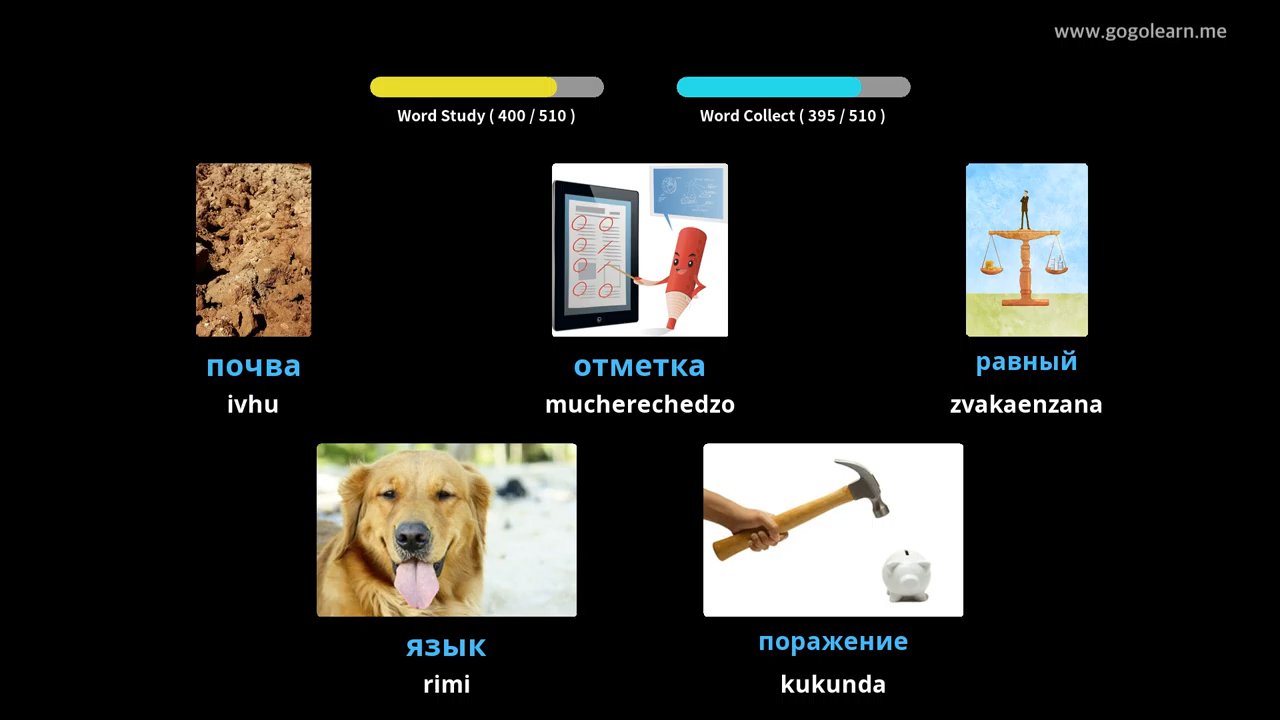 www.gogolearn.me
Word Study ( 400 / 510 )
Word Collect ( 395 / 510 )
почва
ivhu
отметка
mucherechedzo
равный
zvakaenzana
язык
rimi
поражение
kukunda